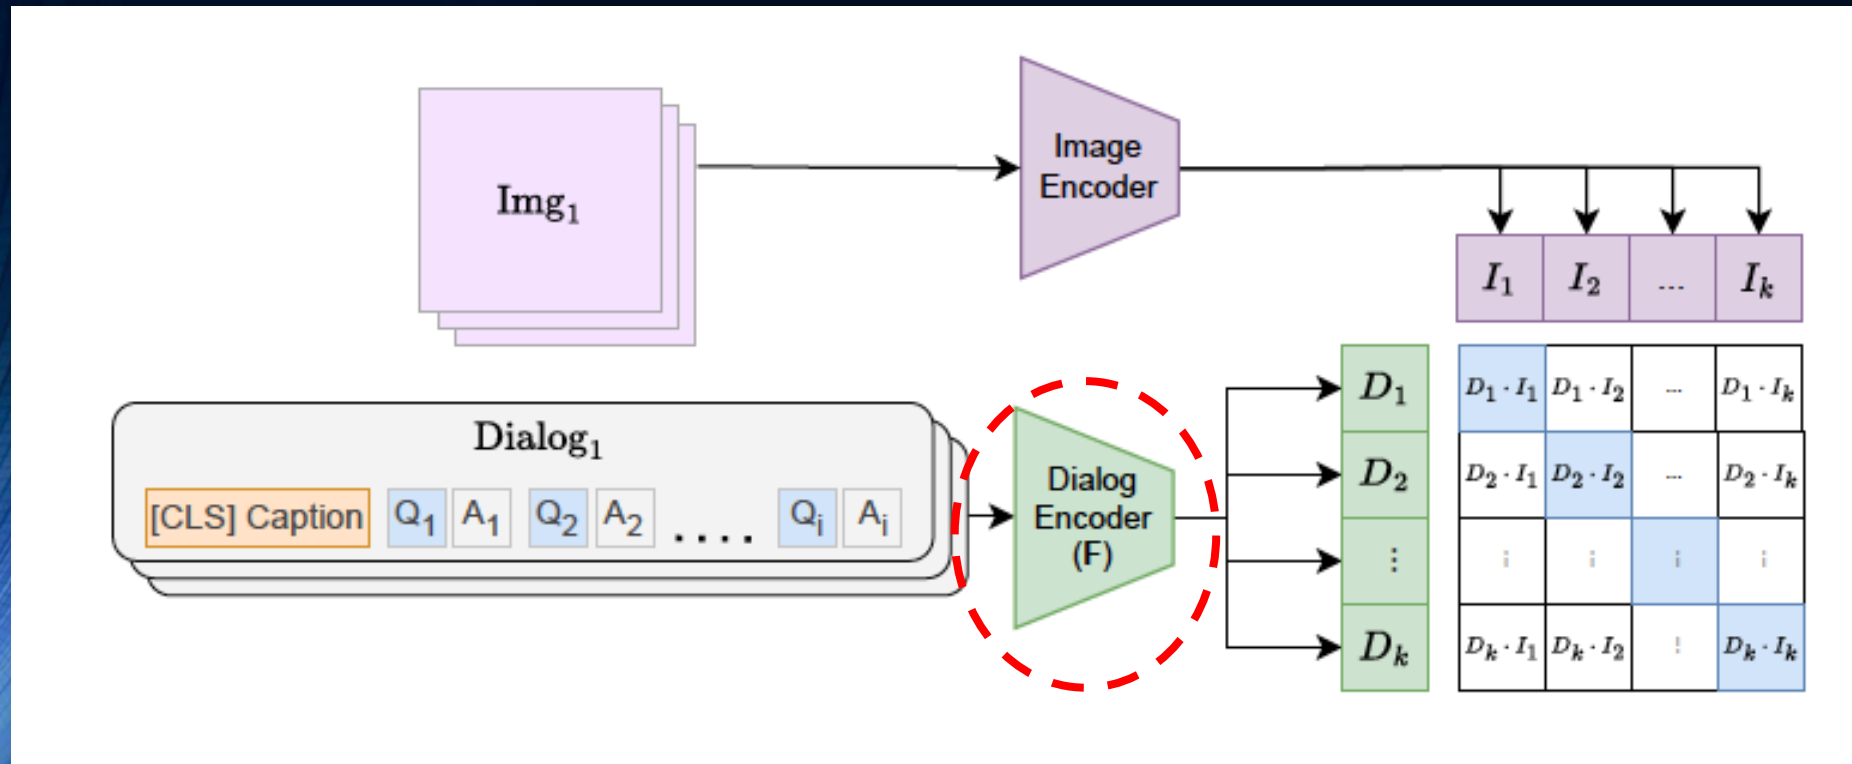 Img₁
Image
Encoder
I₁ I₂ ... Iₖ
Dialog₁
[CLS] Caption Q₁ A₁ Q₂ A₂ .... Qᵢ Aᵢ
Dialog
Encoder
(F)
D₁
D₂
⋮
Dₖ
D₁ · I₁ D₁ · I₂ ... D₁ · Iₖ
D₂ · I₁ D₂ · I₂ ... D₂ · Iₖ
⋮ ⋮ ⋮ ⋮
Dₖ · I₁ Dₖ · I₂ ⋮ Dₖ · Iₖ